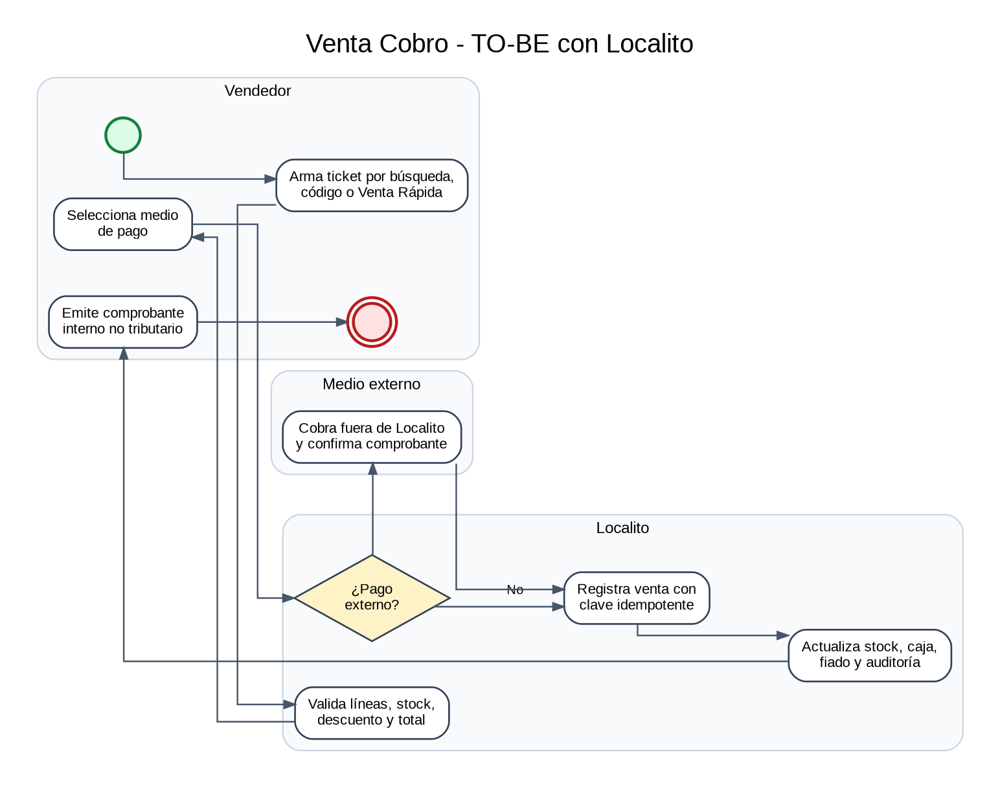 Venta Cobro - TO-BE con Localito
Vendedor
Arma ticket por búsqueda,
código o Venta Rápida
Selecciona medio
de pago
Emite comprobante
interno no tributario
Medio externo
Cobra fuera de Localito
y confirma comprobante
Localito
¿Pago
externo?
No
Registra venta con
clave idempotente
Actualiza stock, caja,
fiado y auditoría
Valida líneas, stock,
descuento y total